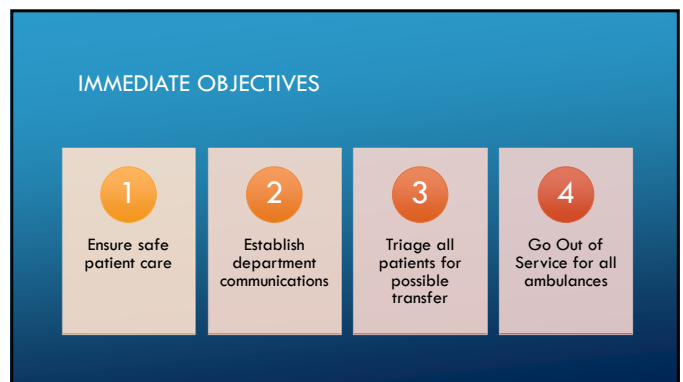 IMMEDIATE OBJECTIVES
1
Ensure safe
patient care
2
Establish
department
communications
3
Triage all
patients for
possible
transfer
4
Go Out of
Service for all
ambulances